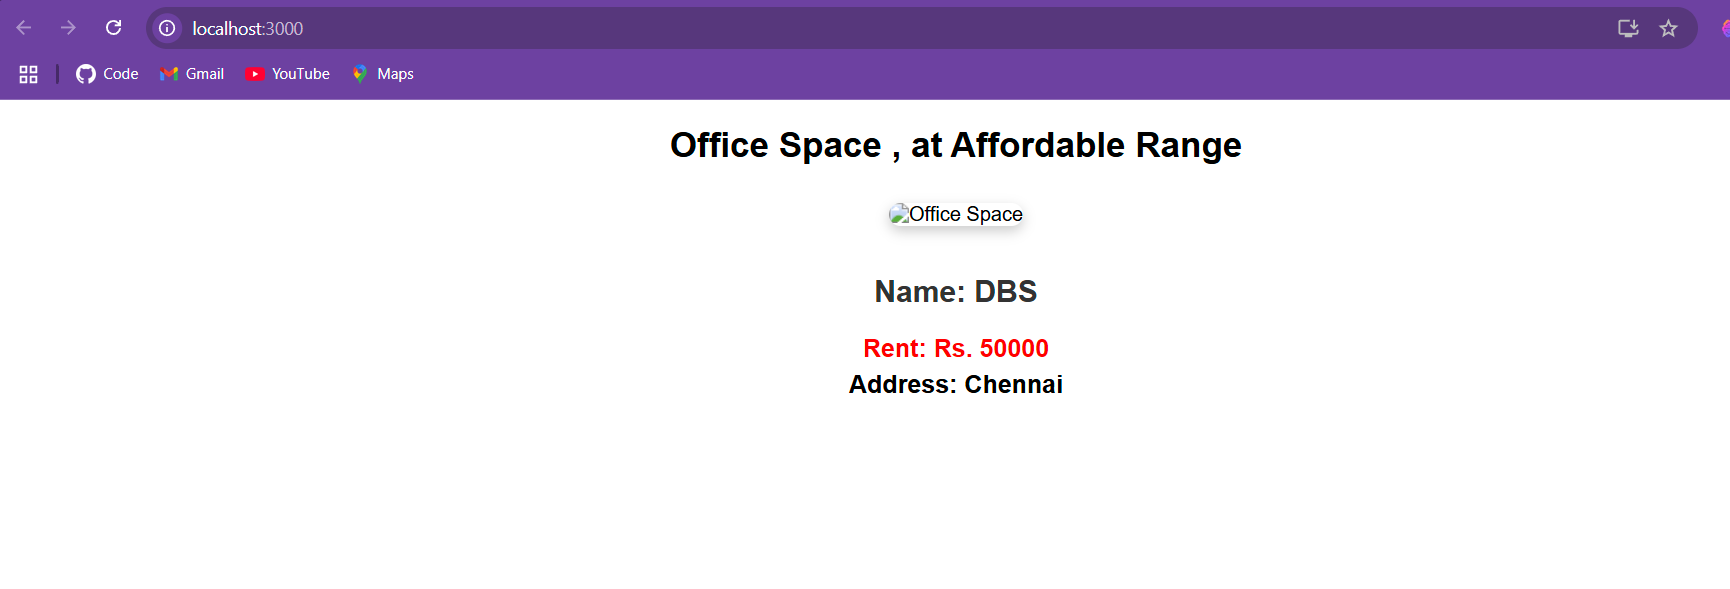 localhost:3000
Code Gmail YouTube Maps
Office Space , at Affordable Range
Office Space
Name: DBS
Rent: Rs. 50000
Address: Chennai